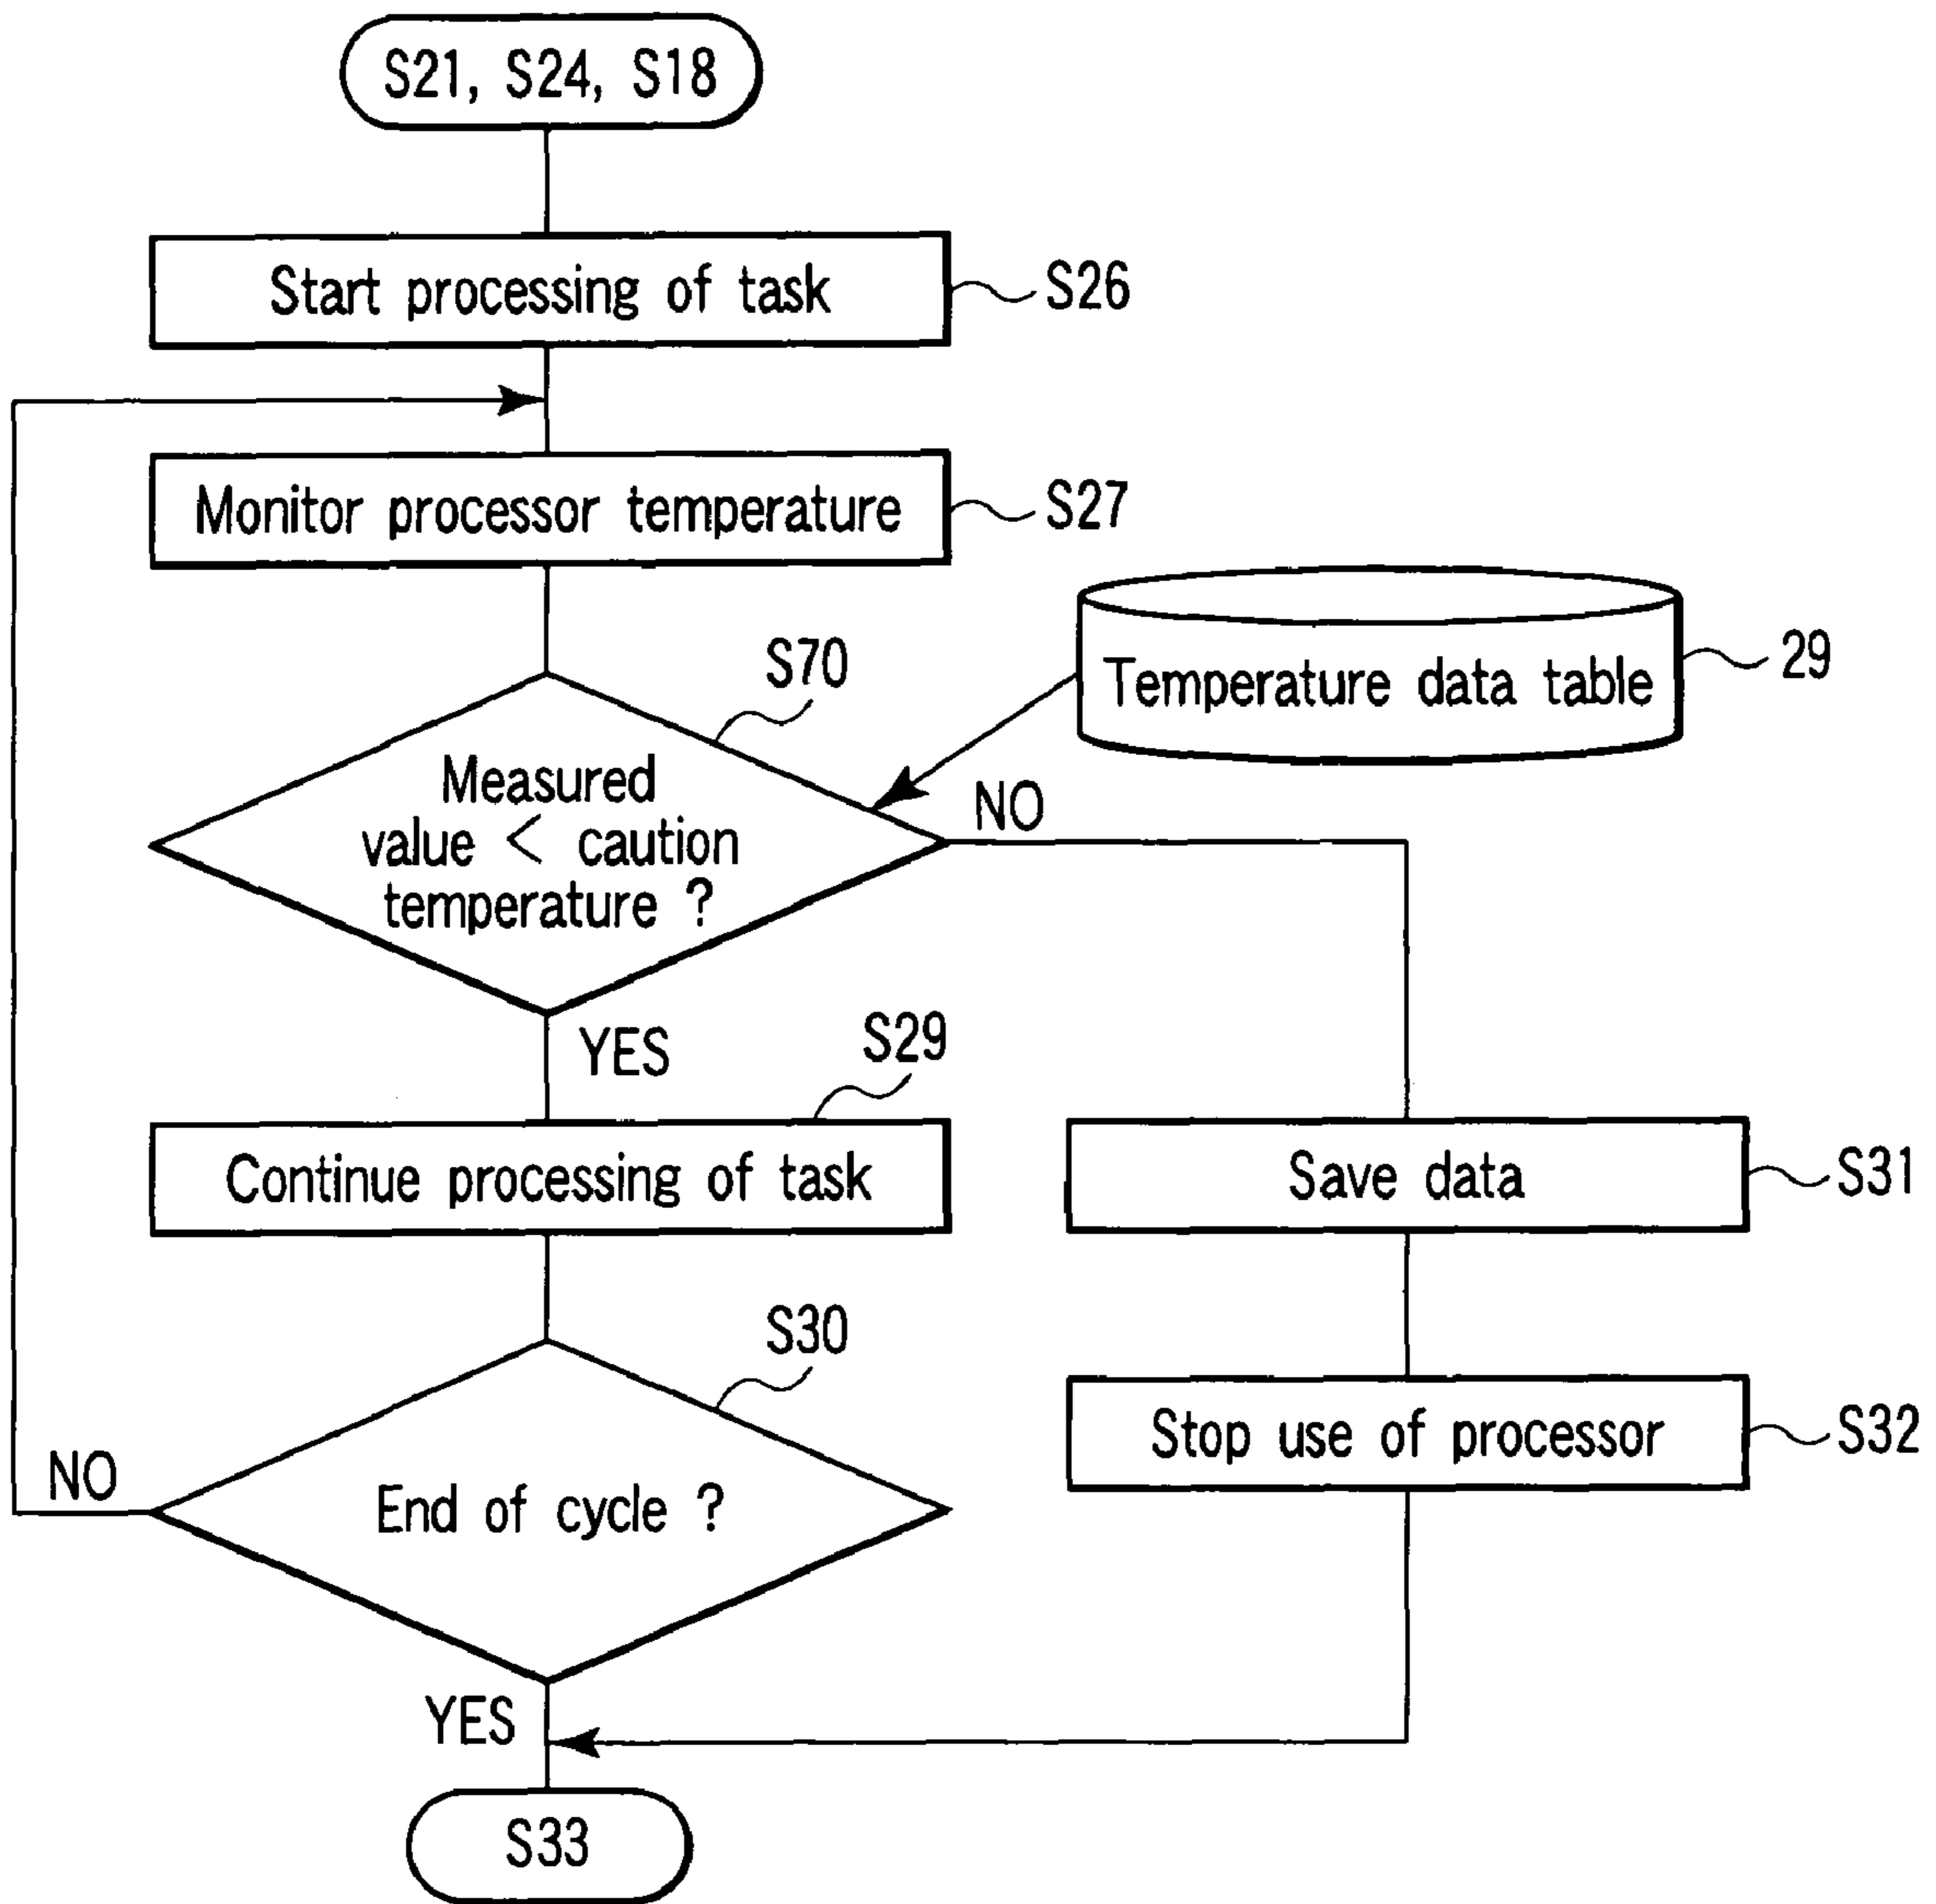 S21, S24, S18
Start processing of task
S26
Monitor processor temperature
S27
Temperature data table
29
S70
Measured
value < caution
temperature ?
NO
YES
S29
Continue processing of task
Save data
S31
S30
End of cycle ?
NO
Stop use of processor
S32
YES
S33